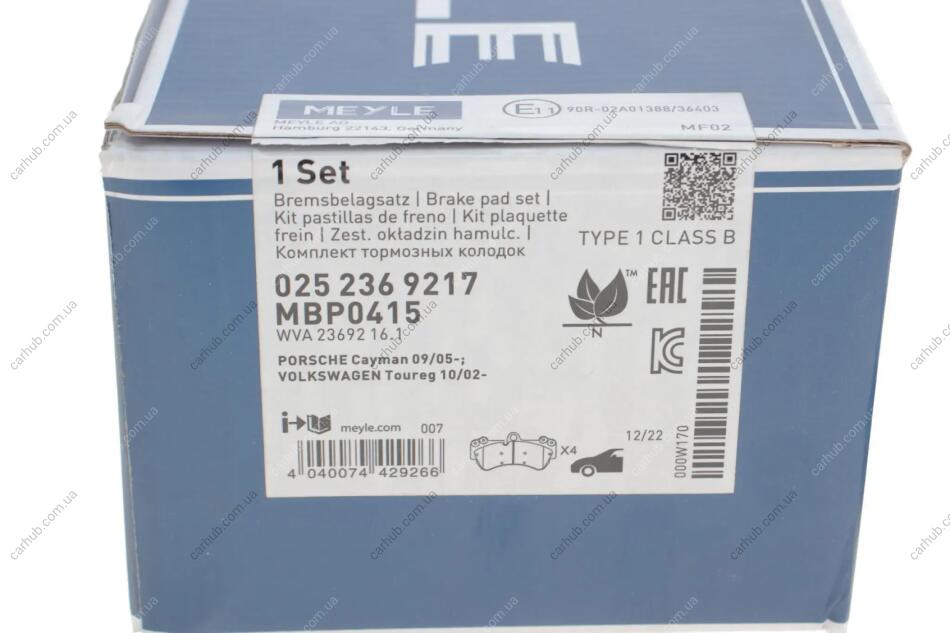 LE
MEYLE
MEYLE AG
Hamburg 22143, Germany
E11 90R-02A01388/36403
MF02
1 Set
Bremsbelagsatz | Brake pad set |
Kit pastillas de freno | Kit plaquette
frein | Zest. okładzin hamulc. |
Комплект тормозных колодок
TYPE 1 CLASS B
025 236 9217
MBP0415
WVA 23692 16.1
PORSCHE Cayman 09/05-;
VOLKSWAGEN Toureg 10/02-
TM
N
EAC
i
meyle.com 007
4 040074 429266
X4
12/22
000W170
carhub.com.ua